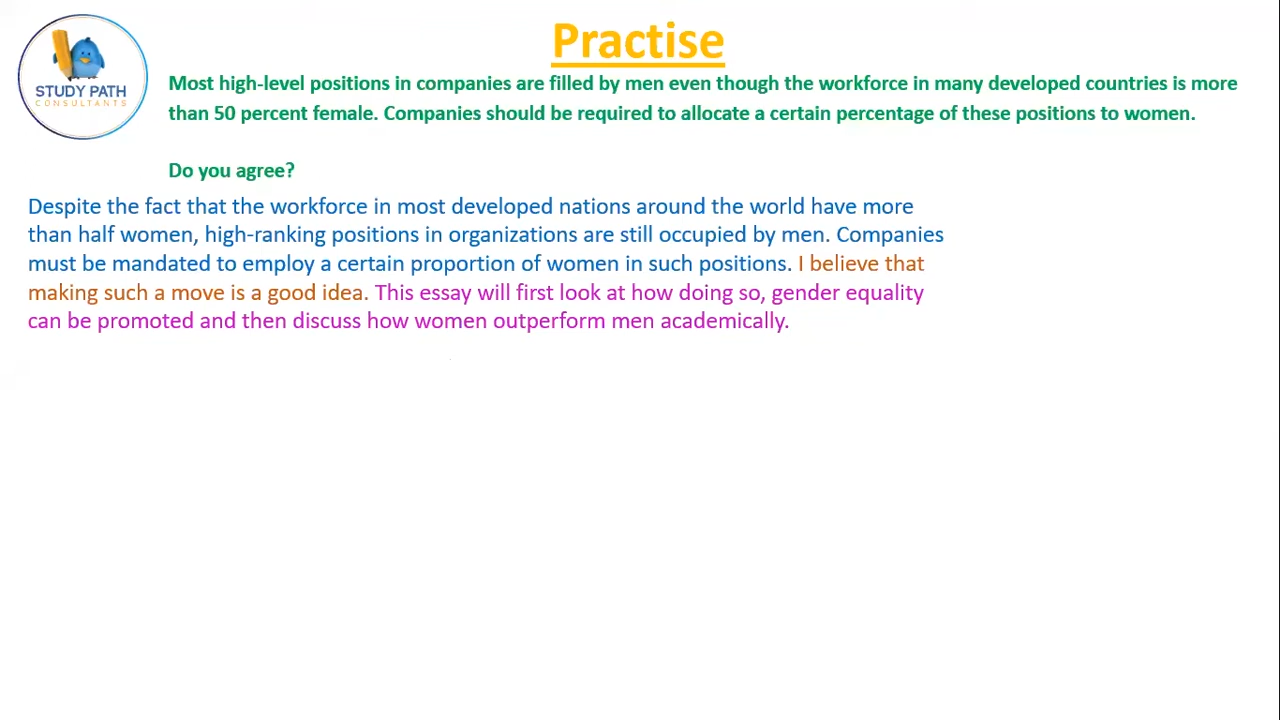 Practise
STUDY PATH
CONSULTANTS
Most high-level positions in companies are filled by men even though the workforce in many developed countries is more
than 50 percent female. Companies should be required to allocate a certain percentage of these positions to women.
Do you agree?
Despite the fact that the workforce in most developed nations around the world have more
than half women, high-ranking positions in organizations are still occupied by men. Companies
must be mandated to employ a certain proportion of women in such positions. I believe that
making such a move is a good idea. This essay will first look at how doing so, gender equality
can be promoted and then discuss how women outperform men academically.